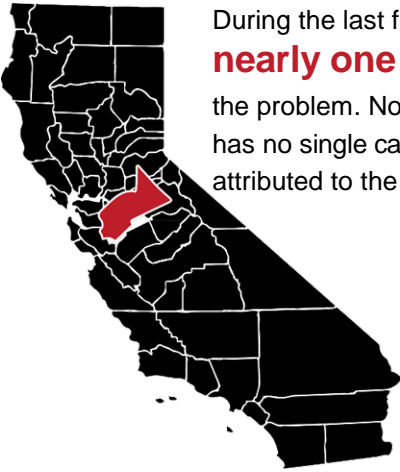 During the last f
nearly one
the problem. No
has no single ca
attributed to the